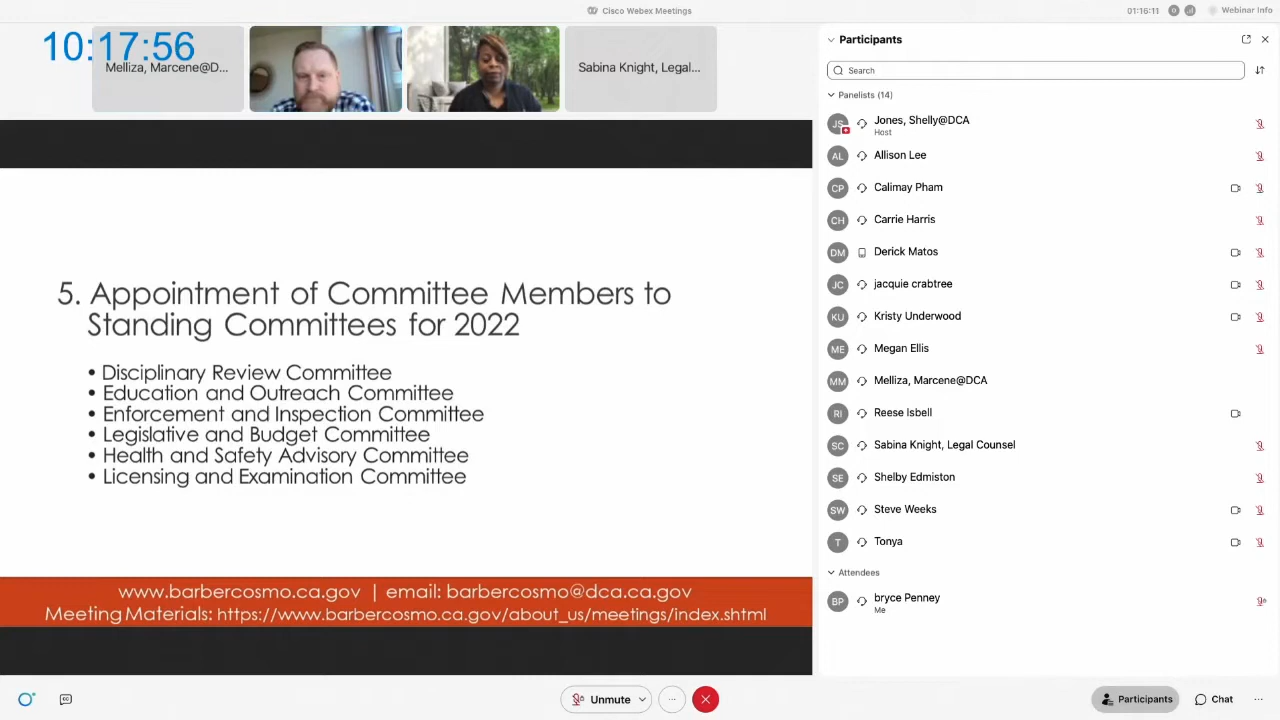 Cisco Webex Meetings
01:16:11
Webinar Info
10:17:56
Melliza, Marcene@D...
Sabina Knight, Legal...
5. Appointment of Committee Members to
Standing Committees for 2022
• Disciplinary Review Committee
• Education and Outreach Committee
• Enforcement and Inspection Committee
• Legislative and Budget Committee
• Health and Safety Advisory Committee
• Licensing and Examination Committee
www.barbercosmo.ca.gov | email: barbercosmo@dca.ca.gov
Meeting Materials: https://www.barbercosmo.ca.gov/about_us/meetings/index.shtml
Participants
Search
Panelists (14)
JS Jones, Shelly@DCA
Host
AL Allison Lee
CP Calimay Pham
CH Carrie Harris
DM Derick Matos
JC jacquie crabtree
KU Kristy Underwood
ME Megan Ellis
MM Melliza, Marcene@DCA
RI Reese Isbell
SC Sabina Knight, Legal Counsel
SE Shelby Edmiston
SW Steve Weeks
T Tonya
Attendees
BP bryce Penney
Me
Unmute
Participants
Chat